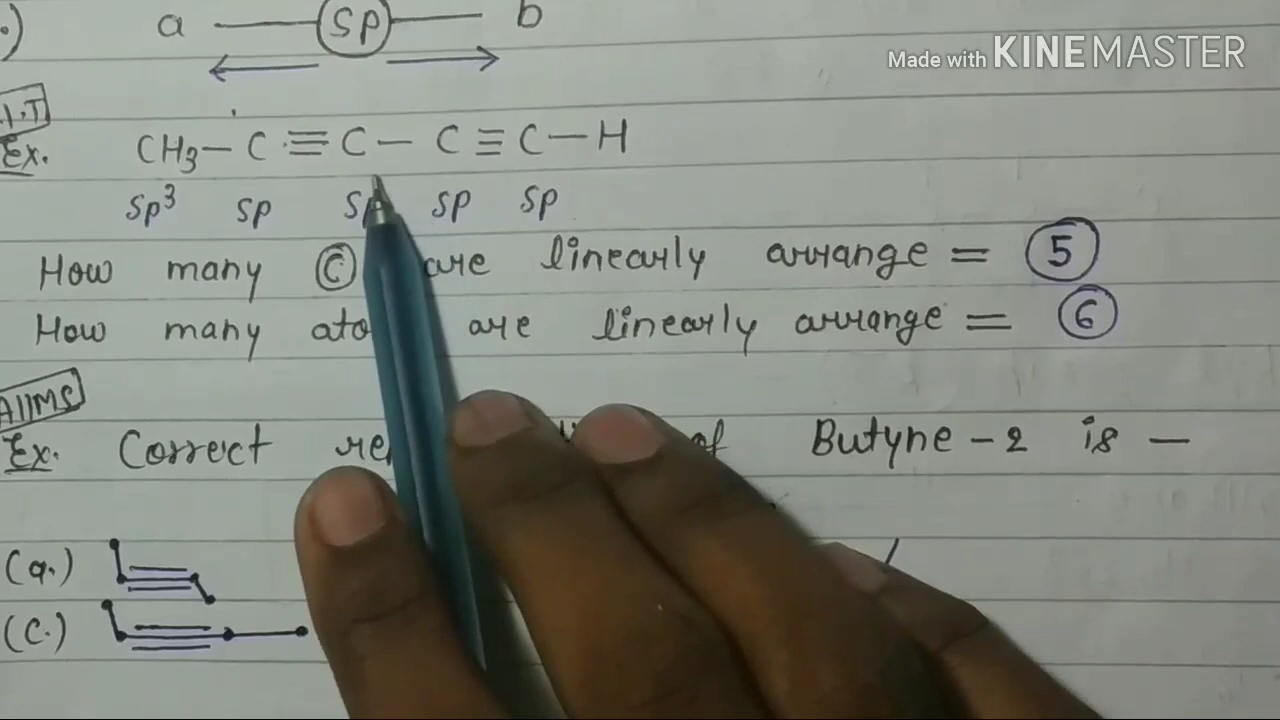 a — sp — b
Made with KINEMASTER
I.I.T
Ex. CH3 — C ≡ C — C ≡ C — H
sp³ sp sp sp sp
How many C are linearly arrange = 5
How many are linearly arrange = 6
AIIMS
Ex. Correct of Butyne - 2 is —
(a.)
(c.)